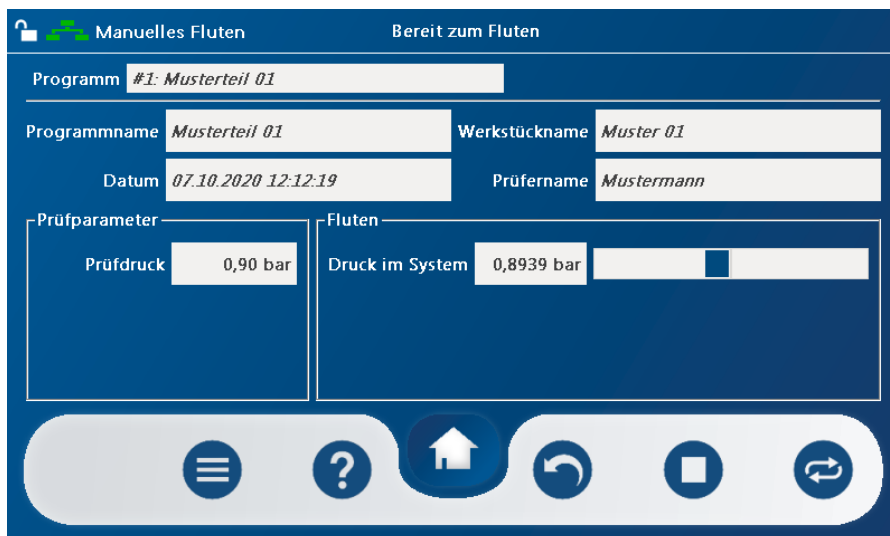 Manuelles Fluten Bereit zum Fluten
Programm #1: Musterteil 01
Programmname Musterteil 01 Werkstückname Muster 01
Datum 07.10.2020 12:12:19 Prüfername Mustermann
Prüfparameter Fluten
Prüfdruck 0,90 bar Druck im System 0,8939 bar
?